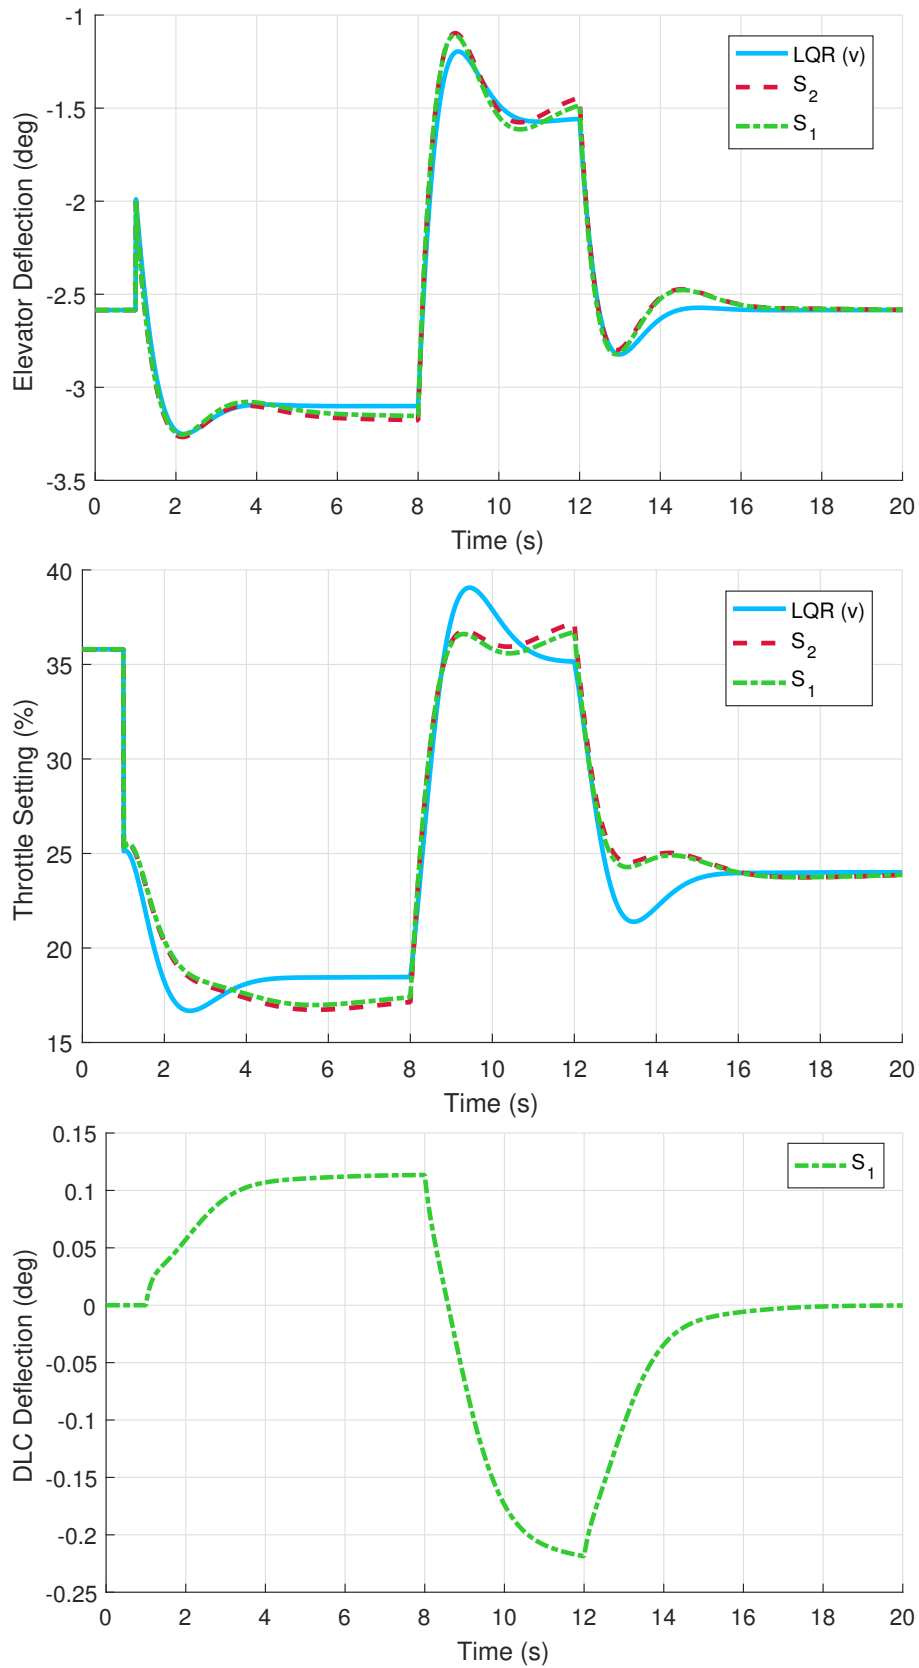 -1
-1.5
-2
-2.5
-3
-3.5
Elevator Deflection (deg)
LQR (v)
S2
S1
0 2 4 6 8 10 12 14 16 18 20
Time (s)
40
35
30
25
20
15
Throttle Setting (%)
LQR (v)
S2
S1
0 2 4 6 8 10 12 14 16 18 20
Time (s)
0.15
0.1
0.05
0
-0.05
-0.1
-0.15
-0.2
-0.25
DLC Deflection (deg)
S1
0 2 4 6 8 10 12 14 16 18 20
Time (s)